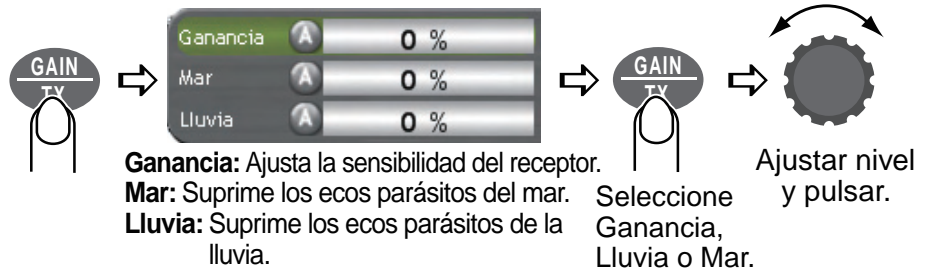 GAIN
TX
Ganancia A 0 %
Mar A 0 %
Lluvia A 0 %
Ganancia: Ajusta la sensibilidad del receptor.
Mar: Suprime los ecos parásitos del mar.
Lluvia: Suprime los ecos parásitos de la
lluvia.
GAIN
TX
Seleccione
Ganancia,
Lluvia o Mar.
Ajustar nivel
y pulsar.